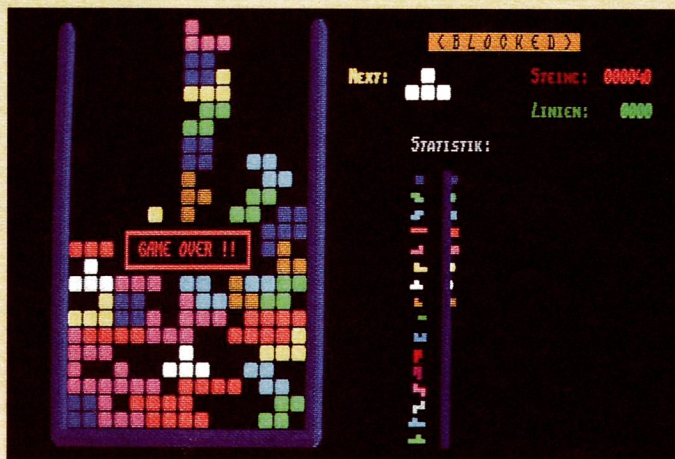 <BLOCKED>
NEXT:
STEINE: 000040
LINIEN: 0000
STATISTIK:
GAME OVER !!